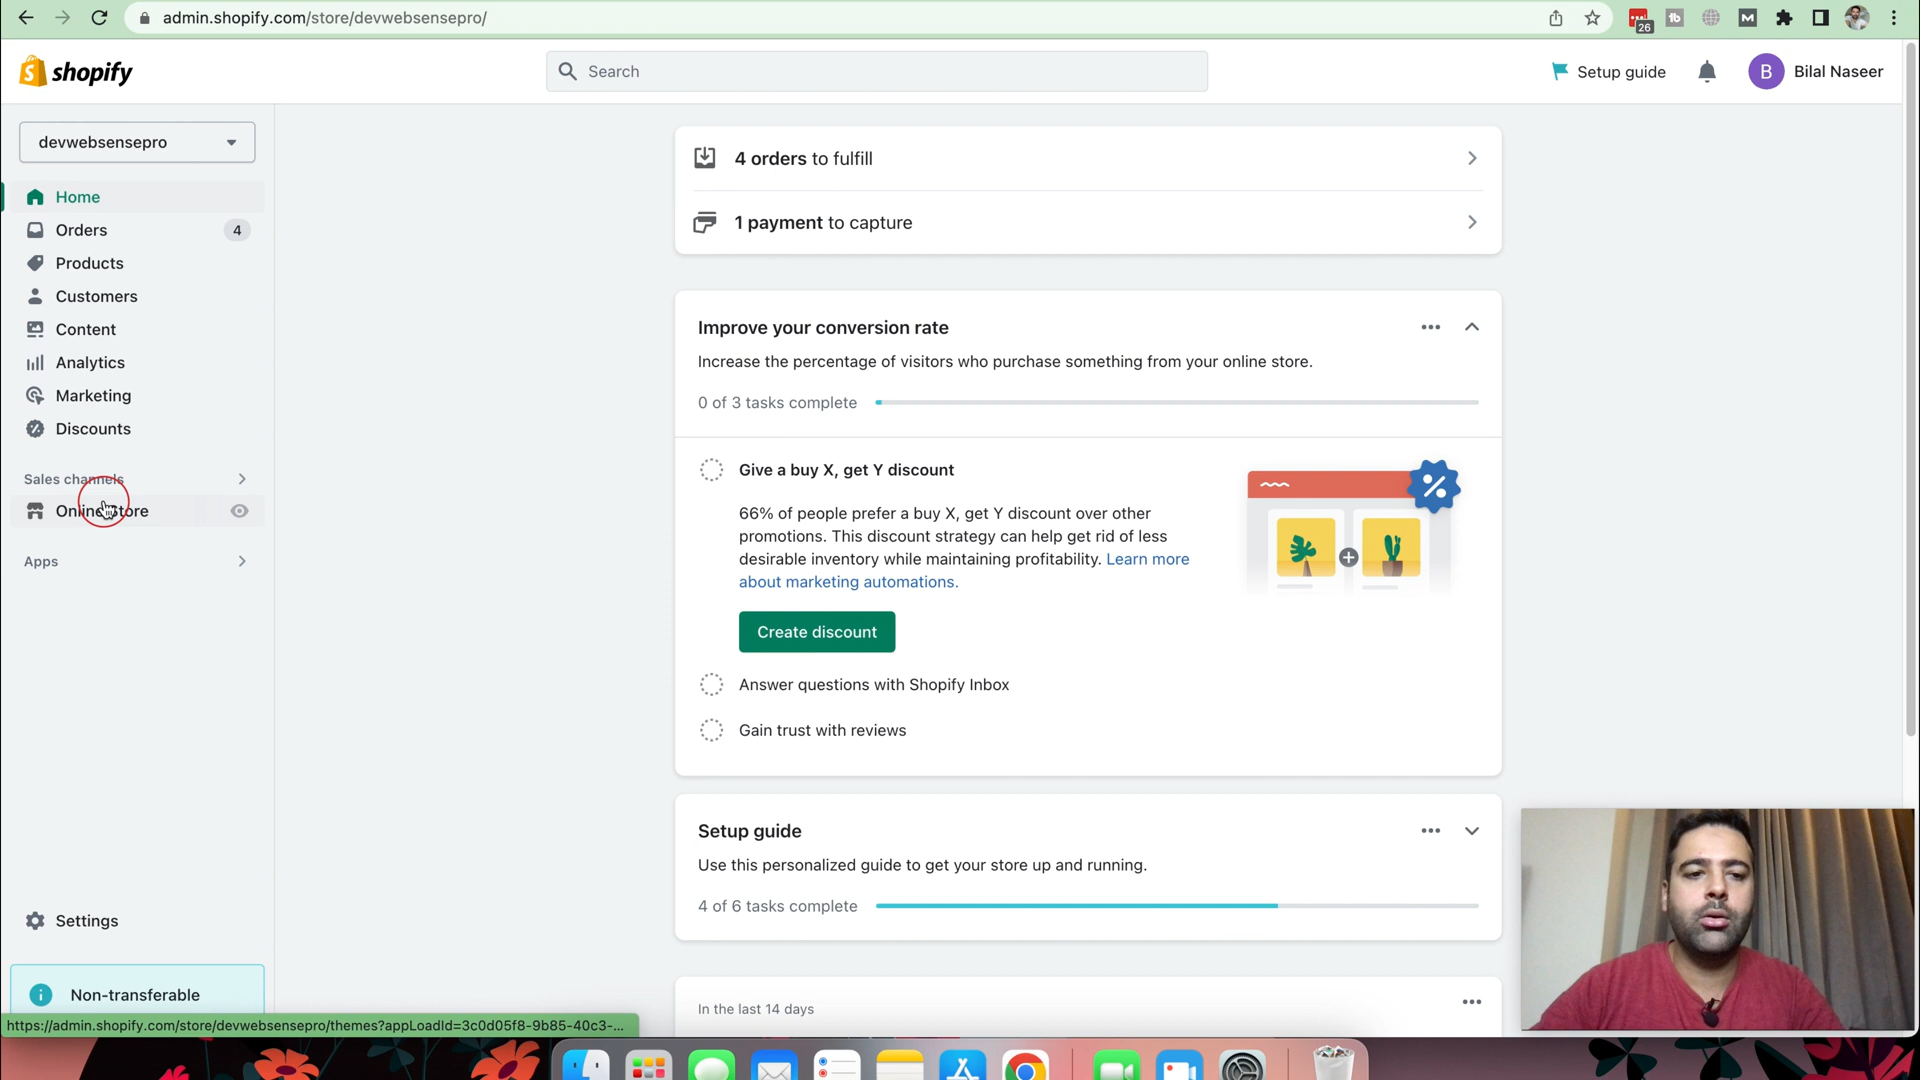 admin.shopify.com/store/devwebsensepro/
26
shopify
Search
Setup guide
B
Bilal Naseer
devwebsensepro
Home
Orders
4
Products
Customers
Content
Analytics
Marketing
Discounts
Sales channels
Online Store
Apps
Settings
Non-transferable
https://admin.shopify.com/store/devwebsensepro/themes?appLoadId=3c0d05f8-9b85-40c3-...
4 orders to fulfill
1 payment to capture
Improve your conversion rate
Increase the percentage of visitors who purchase something from your online store.
0 of 3 tasks complete
Give a buy X, get Y discount
66% of people prefer a buy X, get Y discount over other
promotions. This discount strategy can help get rid of less
desirable inventory while maintaining profitability. Learn more
about marketing automations.
Create discount
Answer questions with Shopify Inbox
Gain trust with reviews
Setup guide
Use this personalized guide to get your store up and running.
4 of 6 tasks complete
In the last 14 days